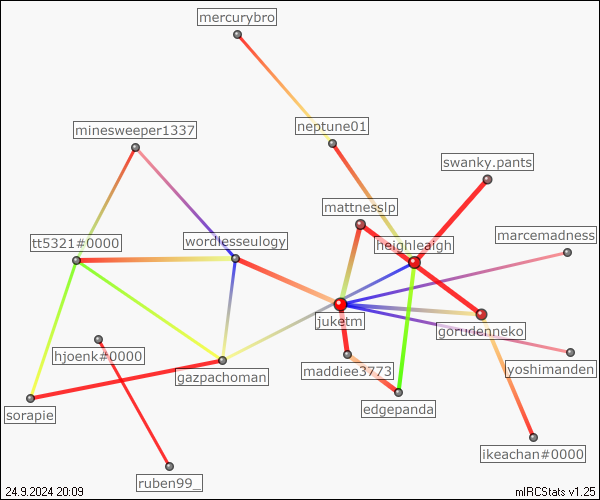 mercurybro
neptune01
minesweeper1337
swanky.pants
mattnesslp
marcemadness
tt5321#0000
wordlesseulogy
heighleigh
juketm
gorudenneko
hjoenk#0000
gazpachoman
maddiee3773
yoshimanden
sorapie
edgepanda
ikeachan#0000
ruben99_
24.9.2024 20:09
mIRCStats v1.25